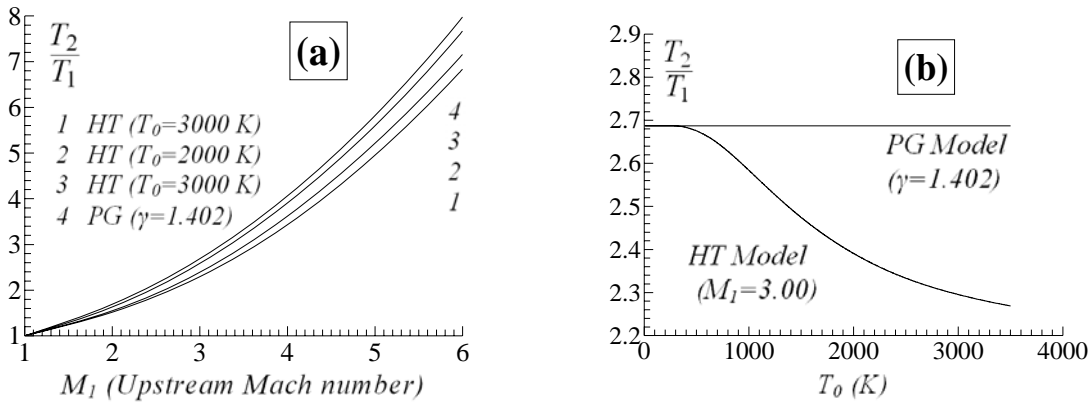 8
7
6
5
4
3
2
1
T2
T1
(a)
1 HT (T0=3000 K)
2 HT (T0=2000 K)
3 HT (T0=3000 K)
4 PG (γ=1.402)
4
3
2
1
1 2 3 4 5 6
M1 (Upstream Mach number)
2.9
2.8
2.7
2.6
2.5
2.4
2.3
2.2
T2
T1
(b)
PG Model
(γ=1.402)
HT Model
(M1=3.00)
0 1000 2000 3000 4000
T0 (K)